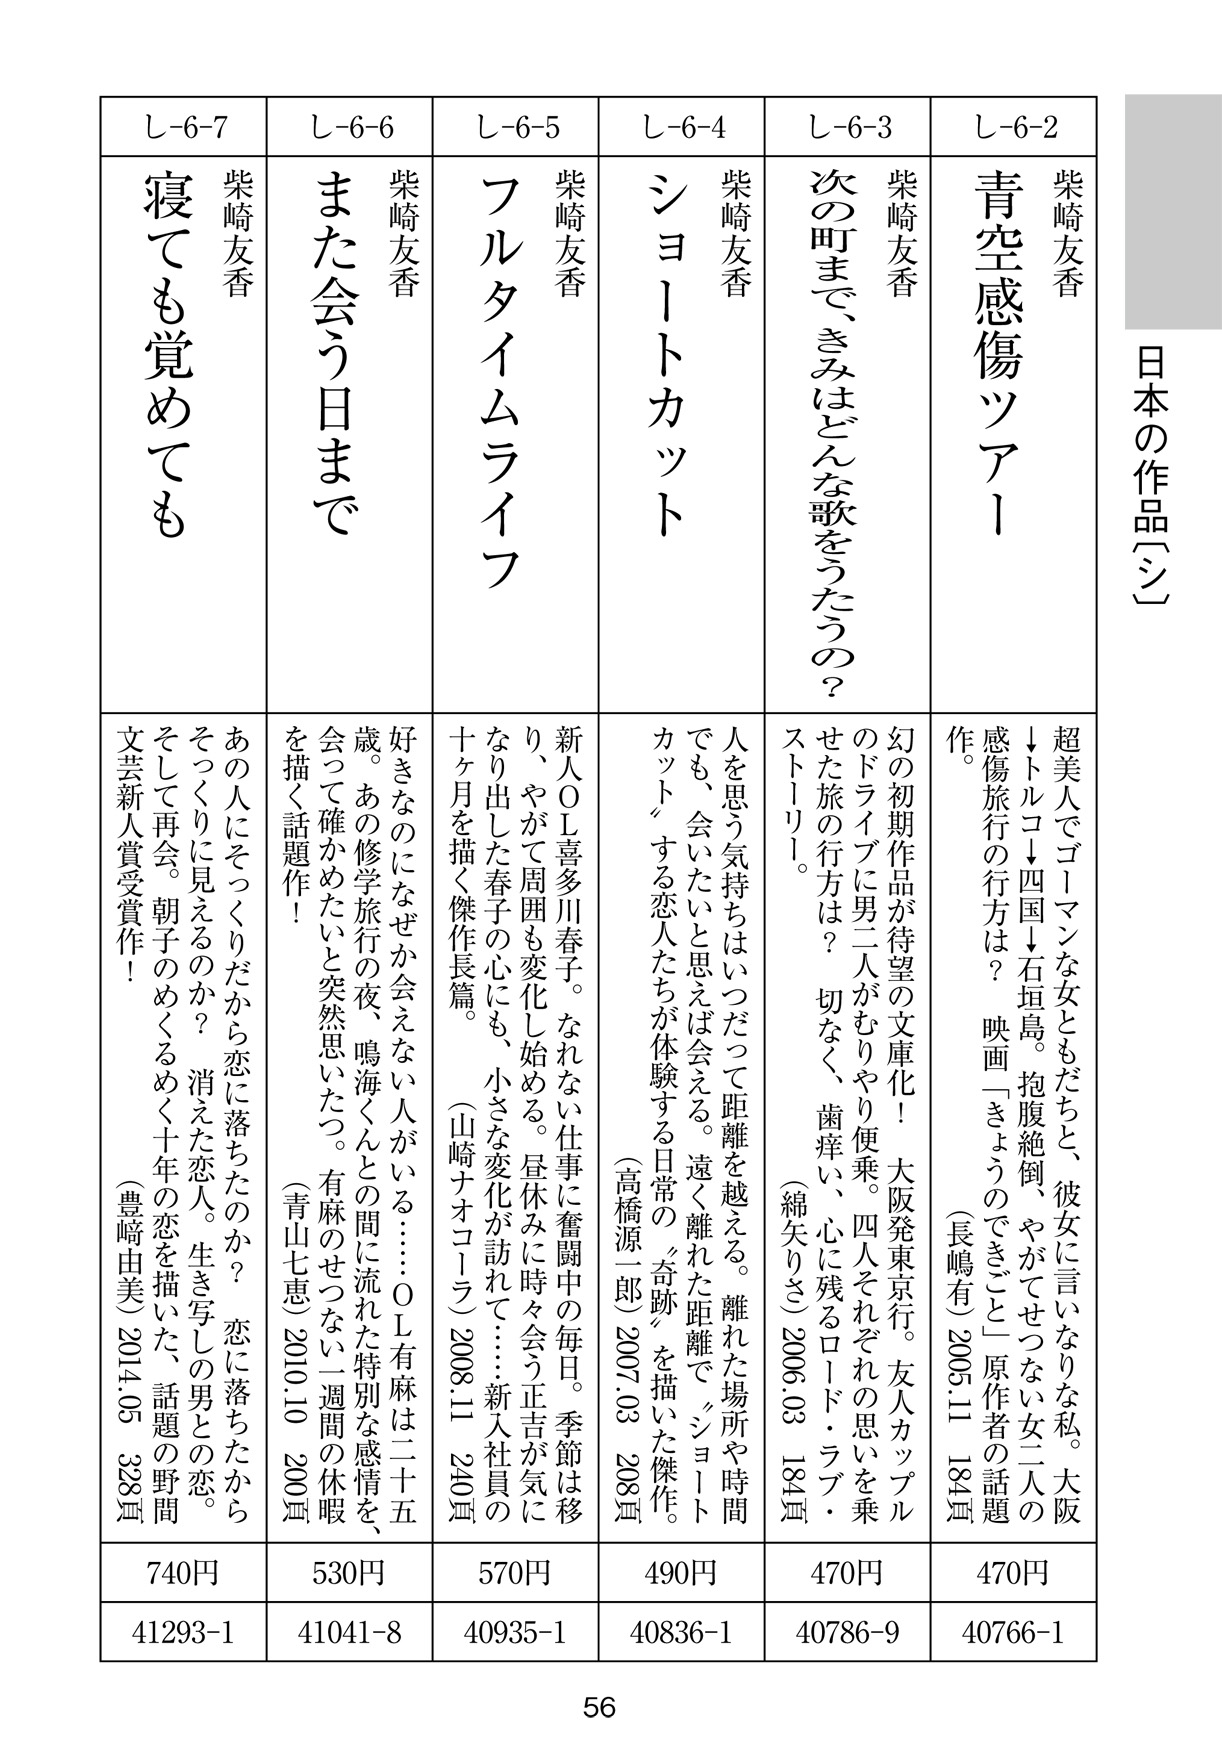 日本の作品〔シ〕
し-6-2
柴崎友香
青空感傷ツアー
超美人でゴーマンな女ともだちと、彼女に言いなりな私。大阪
→トルコ→四国→石垣島。抱腹絶倒、やがてせつない女二人の
感傷旅行の行方は？　映画「きょうのできごと」原作者の話題
作。
（長嶋有）2005.11　184頁
470円
40766-1
し-6-3
柴崎友香
次の町まで、きみはどんな歌をうたうの？
幻の初期作品が待望の文庫化！　大阪発東京行。友人カップル
のドライブに男二人がむりやり便乗。四人それぞれの思いを乗
せた旅の行方は？　切なく、歯痒い、心に残るロード・ラブ・
ストーリー。
（綿矢りさ）2006.03　184頁
470円
40786-9
し-6-4
柴崎友香
ショートカット
人を思う気持ちはいつだって距離を越える。離れた場所や時間
でも、会いたいと思えば会える。遠く離れた距離で〝ショート
カット〟する恋人たちが体験する日常の〝奇跡〟を描いた傑作。
（高橋源一郎）2007.03　208頁
490円
40836-1
し-6-5
柴崎友香
フルタイムライフ
新人ＯＬ喜多川春子。なれない仕事に奮闘中の毎日。季節は移
り、やがて周囲も変化し始める。昼休みに時々会う正吉が気に
なり出した春子の心にも、小さな変化が訪れて……新入社員の
十ヶ月を描く傑作長篇。
（山崎ナオコーラ）2008.11　240頁
570円
40935-1
し-6-6
柴崎友香
また会う日まで
好きなのになぜか会えない人がいる……ＯＬ有麻は二十五
歳。あの修学旅行の夜、鳴海くんとの間に流れた特別な感情を、
会って確かめたいと突然思いたつ。有麻のせつない一週間の休暇
を描く話題作！
（青山七恵）2010.10　200頁
530円
41041-8
し-6-7
柴崎友香
寝ても覚めても
あの人にそっくりだから恋に落ちたのか？　恋に落ちたから
そっくりに見えるのか？　消えた恋人。生き写しの男との恋。
そして再会。朝子のめくるめく十年の恋を描いた、話題の野間
文芸新人賞受賞作！
（豊﨑由美）2014.05　328頁
740円
41293-1
56